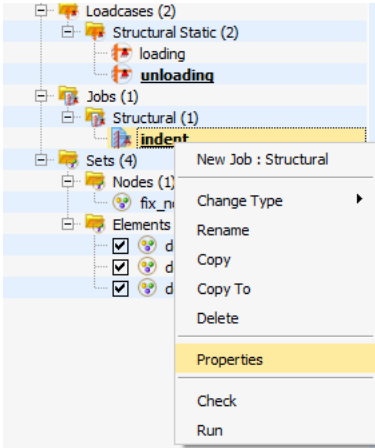 Loadcases (2)
Structural Static (2)
loading
unloading
Jobs (1)
Structural (1)
indent
Sets (4)
Nodes (1)
Elements
New Job : Structural
Change Type
Rename
Copy
Copy To
Delete
Properties
Check
Run